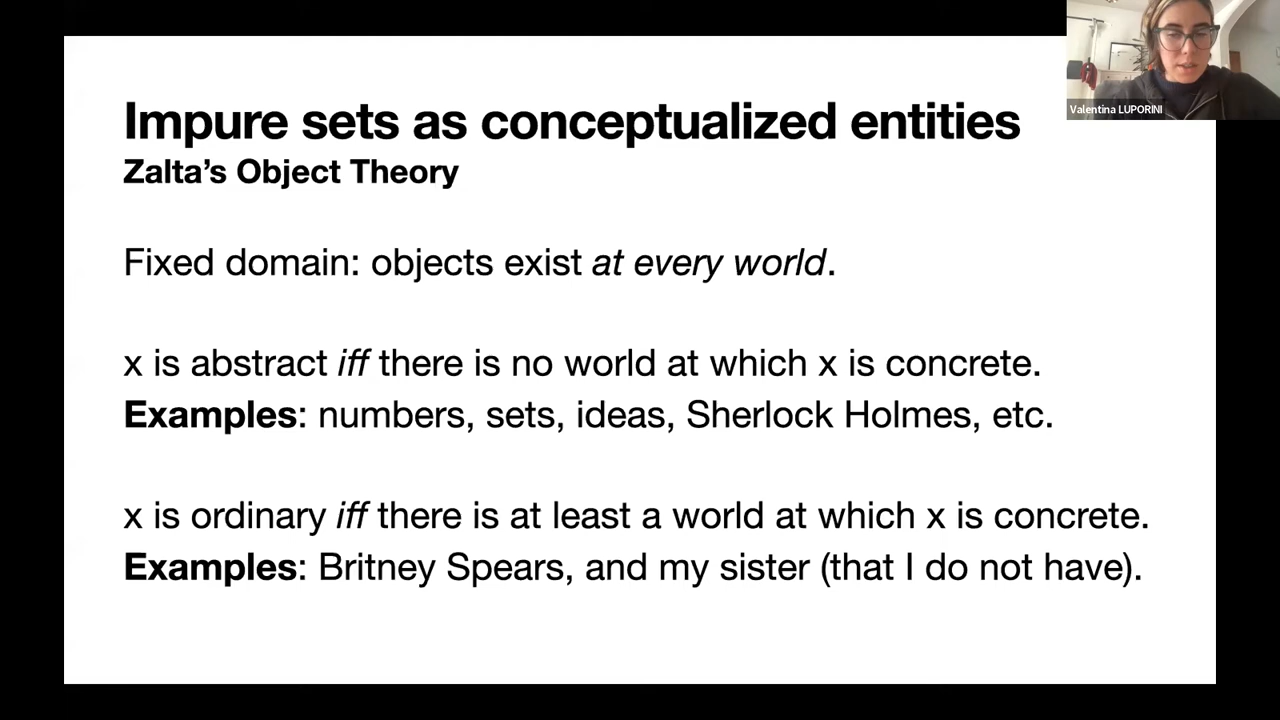 Impure sets as conceptualized entities
Zalta’s Object Theory
Fixed domain: objects exist at every world.
x is abstract iff there is no world at which x is concrete.
Examples: numbers, sets, ideas, Sherlock Holmes, etc.
x is ordinary iff there is at least a world at which x is concrete.
Examples: Britney Spears, and my sister (that I do not have).
Valentina LUPORINI